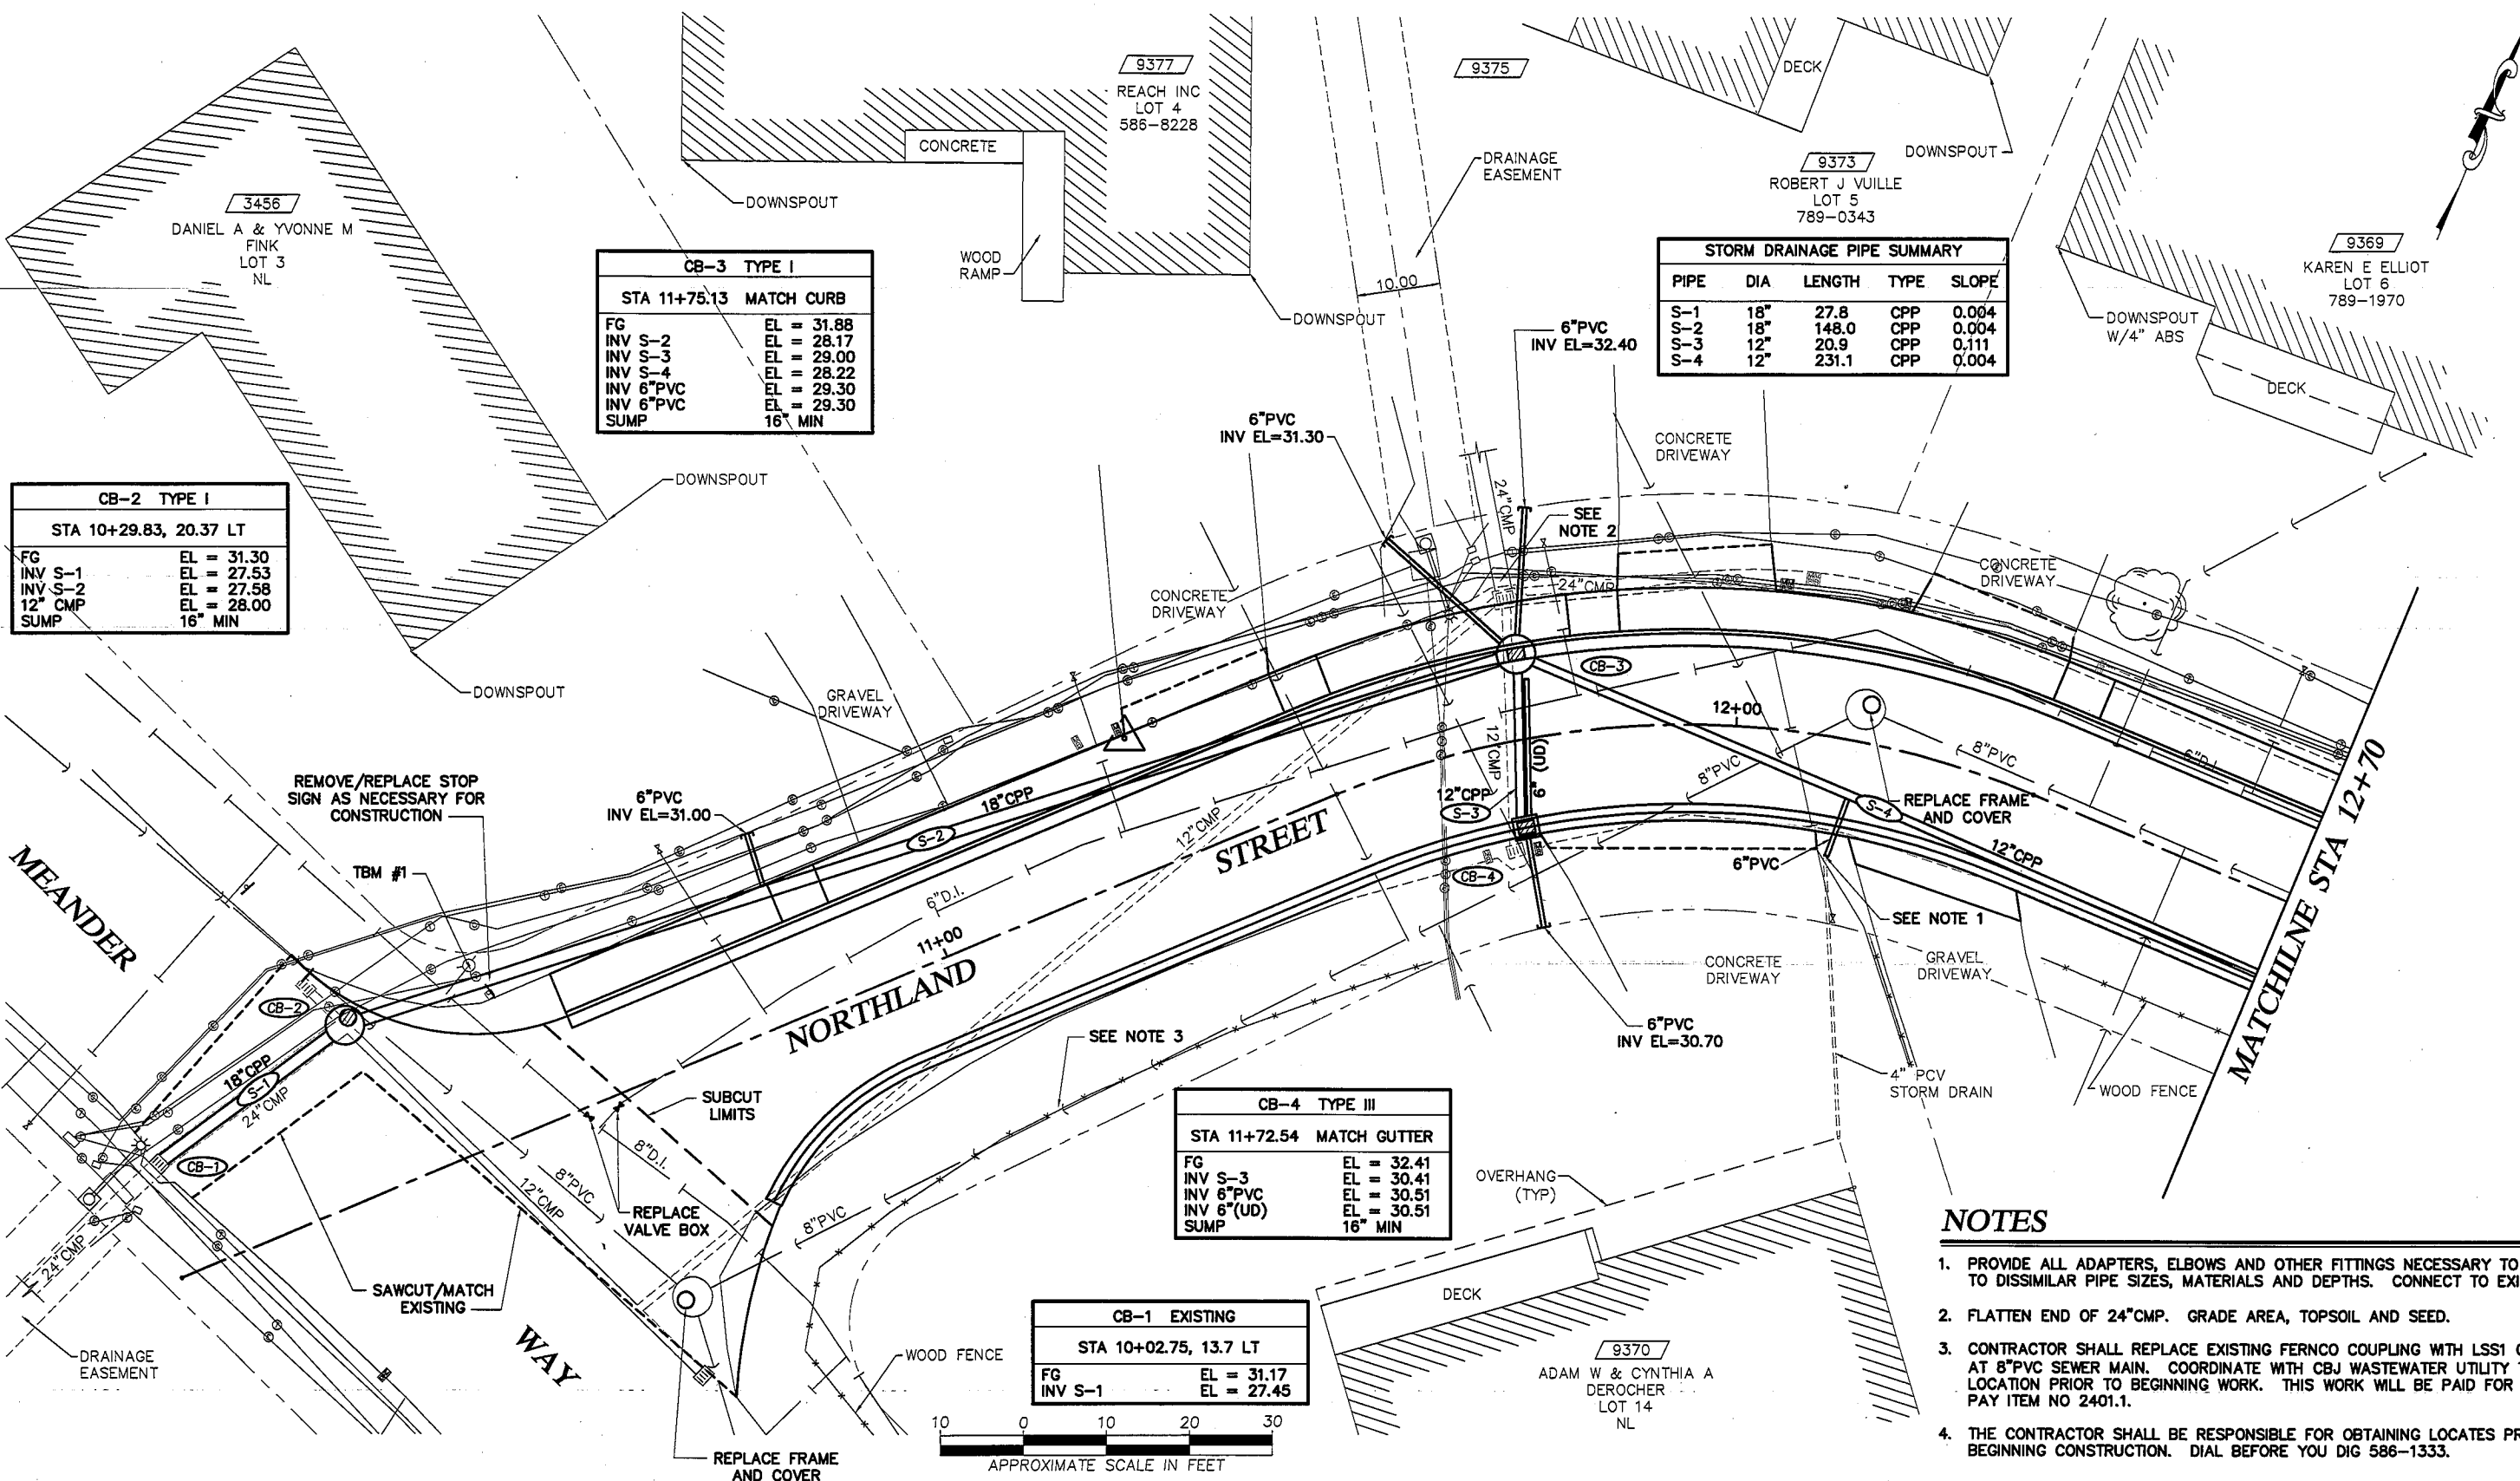 9377
REACH INC
LOT 4
586-8228
9375
DECK
CONCRETE
DRAINAGE
EASEMENT
9373
ROBERT J VUILLE
LOT 5
789-0343
DOWNSPOUT
3456
DANIEL A & YVONNE M
FINK
LOT 3
NL
DOWNSPOUT
WOOD
RAMP
10.00
DOWNSPOUT
9369
KAREN E ELLIOT
LOT 6
789-1970
DOWNSPOUT
W/4" ABS
DECK
CB-3 TYPE I
STA 11+75.13 MATCH CURB
FG EL = 31.88
INV S-2 EL = 28.17
INV S-3 EL = 29.00
INV S-4 EL = 28.22
INV 6"PVC EL = 29.30
INV 6"PVC EL = 29.30
SUMP 16" MIN
STORM DRAINAGE PIPE SUMMARY
PIPE DIA LENGTH TYPE SLOPE
S-1 18" 27.8 CPP 0.004
S-2 18" 148.0 CPP 0.004
S-3 12" 20.9 CPP 0.111
S-4 12" 231.1 CPP 0.004
6"PVC
INV EL=32.40
6"PVC
INV EL=31.30
CONCRETE
DRIVEWAY
DOWNSPOUT
CB-2 TYPE I
STA 10+29.83, 20.37 LT
FG EL = 31.30
INV S-1 EL = 27.53
INV S-2 EL = 27.58
12" CMP EL = 28.00
SUMP 16" MIN
24"CMP
SEE
NOTE 2
24"CMP
CONCRETE
DRIVEWAY
CONCRETE
DRIVEWAY
DOWNSPOUT
GRAVEL
DRIVEWAY
CB-3
12+00
8"PVC
8"PVC
6"D.I.
12"CMP
6" (UD)
12"CPP
S-3
REMOVE/REPLACE STOP
SIGN AS NECESSARY FOR
CONSTRUCTION
6"PVC
INV EL=31.00
18"CPP
S-2
12"CMP
STREET
S-4
REPLACE FRAME
AND COVER
12"CPP
MATCHILNE STA 12+70
TBM #1
6"D.I.
CB-4
6"PVC
SEE NOTE 1
MEANDER
11+00
NORTHLAND
CONCRETE
DRIVEWAY
GRAVEL
DRIVEWAY
CB-2
SEE NOTE 3
6"PVC
INV EL=30.70
18"CPP
S-1
24"CMP
4" PCV
STORM DRAIN
WOOD FENCE
SUBCUT
LIMITS
CB-1
8"D.I.
8"PVC
12"CMP
REPLACE
VALVE BOX
8"PVC
CB-4 TYPE III
STA 11+72.54 MATCH GUTTER
FG EL = 32.41
INV S-3 EL = 30.41
INV 6"PVC EL = 30.51
INV 6"(UD) EL = 30.51
SUMP 16" MIN
OVERHANG
(TYP)
24"CMP
SAWCUT/MATCH
EXISTING
DRAINAGE
EASEMENT
WAY
WOOD FENCE
DECK
CB-1 EXISTING
STA 10+02.75, 13.7 LT
FG EL = 31.17
INV S-1 EL = 27.45
9370
ADAM W & CYNTHIA A
DEROCHER
LOT 14
NL
REPLACE FRAME
AND COVER
10 0 10 20 30
APPROXIMATE SCALE IN FEET
NOTES
1. PROVIDE ALL ADAPTERS, ELBOWS AND OTHER FITTINGS NECESSARY TO
TO DISSIMILAR PIPE SIZES, MATERIALS AND DEPTHS. CONNECT TO
2. FLATTEN END OF 24"CMP. GRADE AREA, TOPSOIL AND SEED.
3. CONTRACTOR SHALL REPLACE EXISTING FERNCO COUPLING WITH LSS1
AT 8"PVC SEWER MAIN. COORDINATE WITH CBJ WASTEWATER UTILITY
LOCATION PRIOR TO BEGINNING WORK. THIS WORK WILL BE PAID FOR
PAY ITEM NO 2401.1.
4. THE CONTRACTOR SHALL BE RESPONSIBLE FOR OBTAINING LOCATES
BEGINNING CONSTRUCTION. DIAL BEFORE YOU DIG 586-1333.